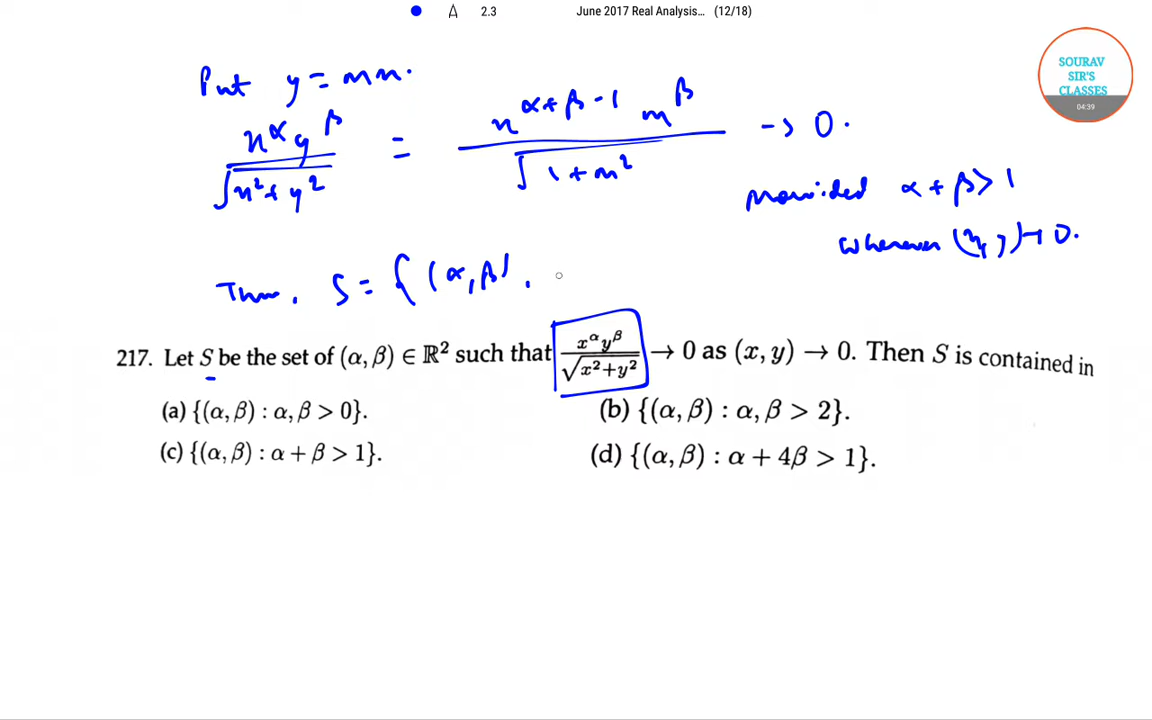 2.3 June 2017 Real Analysis... (12/18)
SOURAV
SIR'S
CLASSES
04:39
Put y = mx.
x^α y^β / √x²+y² = x^(α+β-1) m^β / √1+m² → 0.
provided α + β > 1
whenever (x,y) → 0.
Thus, S = { (α, β),
217. Let S be the set of (α, β) ∈ ℝ² such that x^α y^β / √x²+y² → 0 as (x, y) → 0. Then S is contained in
(a) {(α, β) : α, β > 0}. (b) {(α, β) : α, β > 2}.
(c) {(α, β) : α + β > 1}. (d) {(α, β) : α + 4β > 1}.